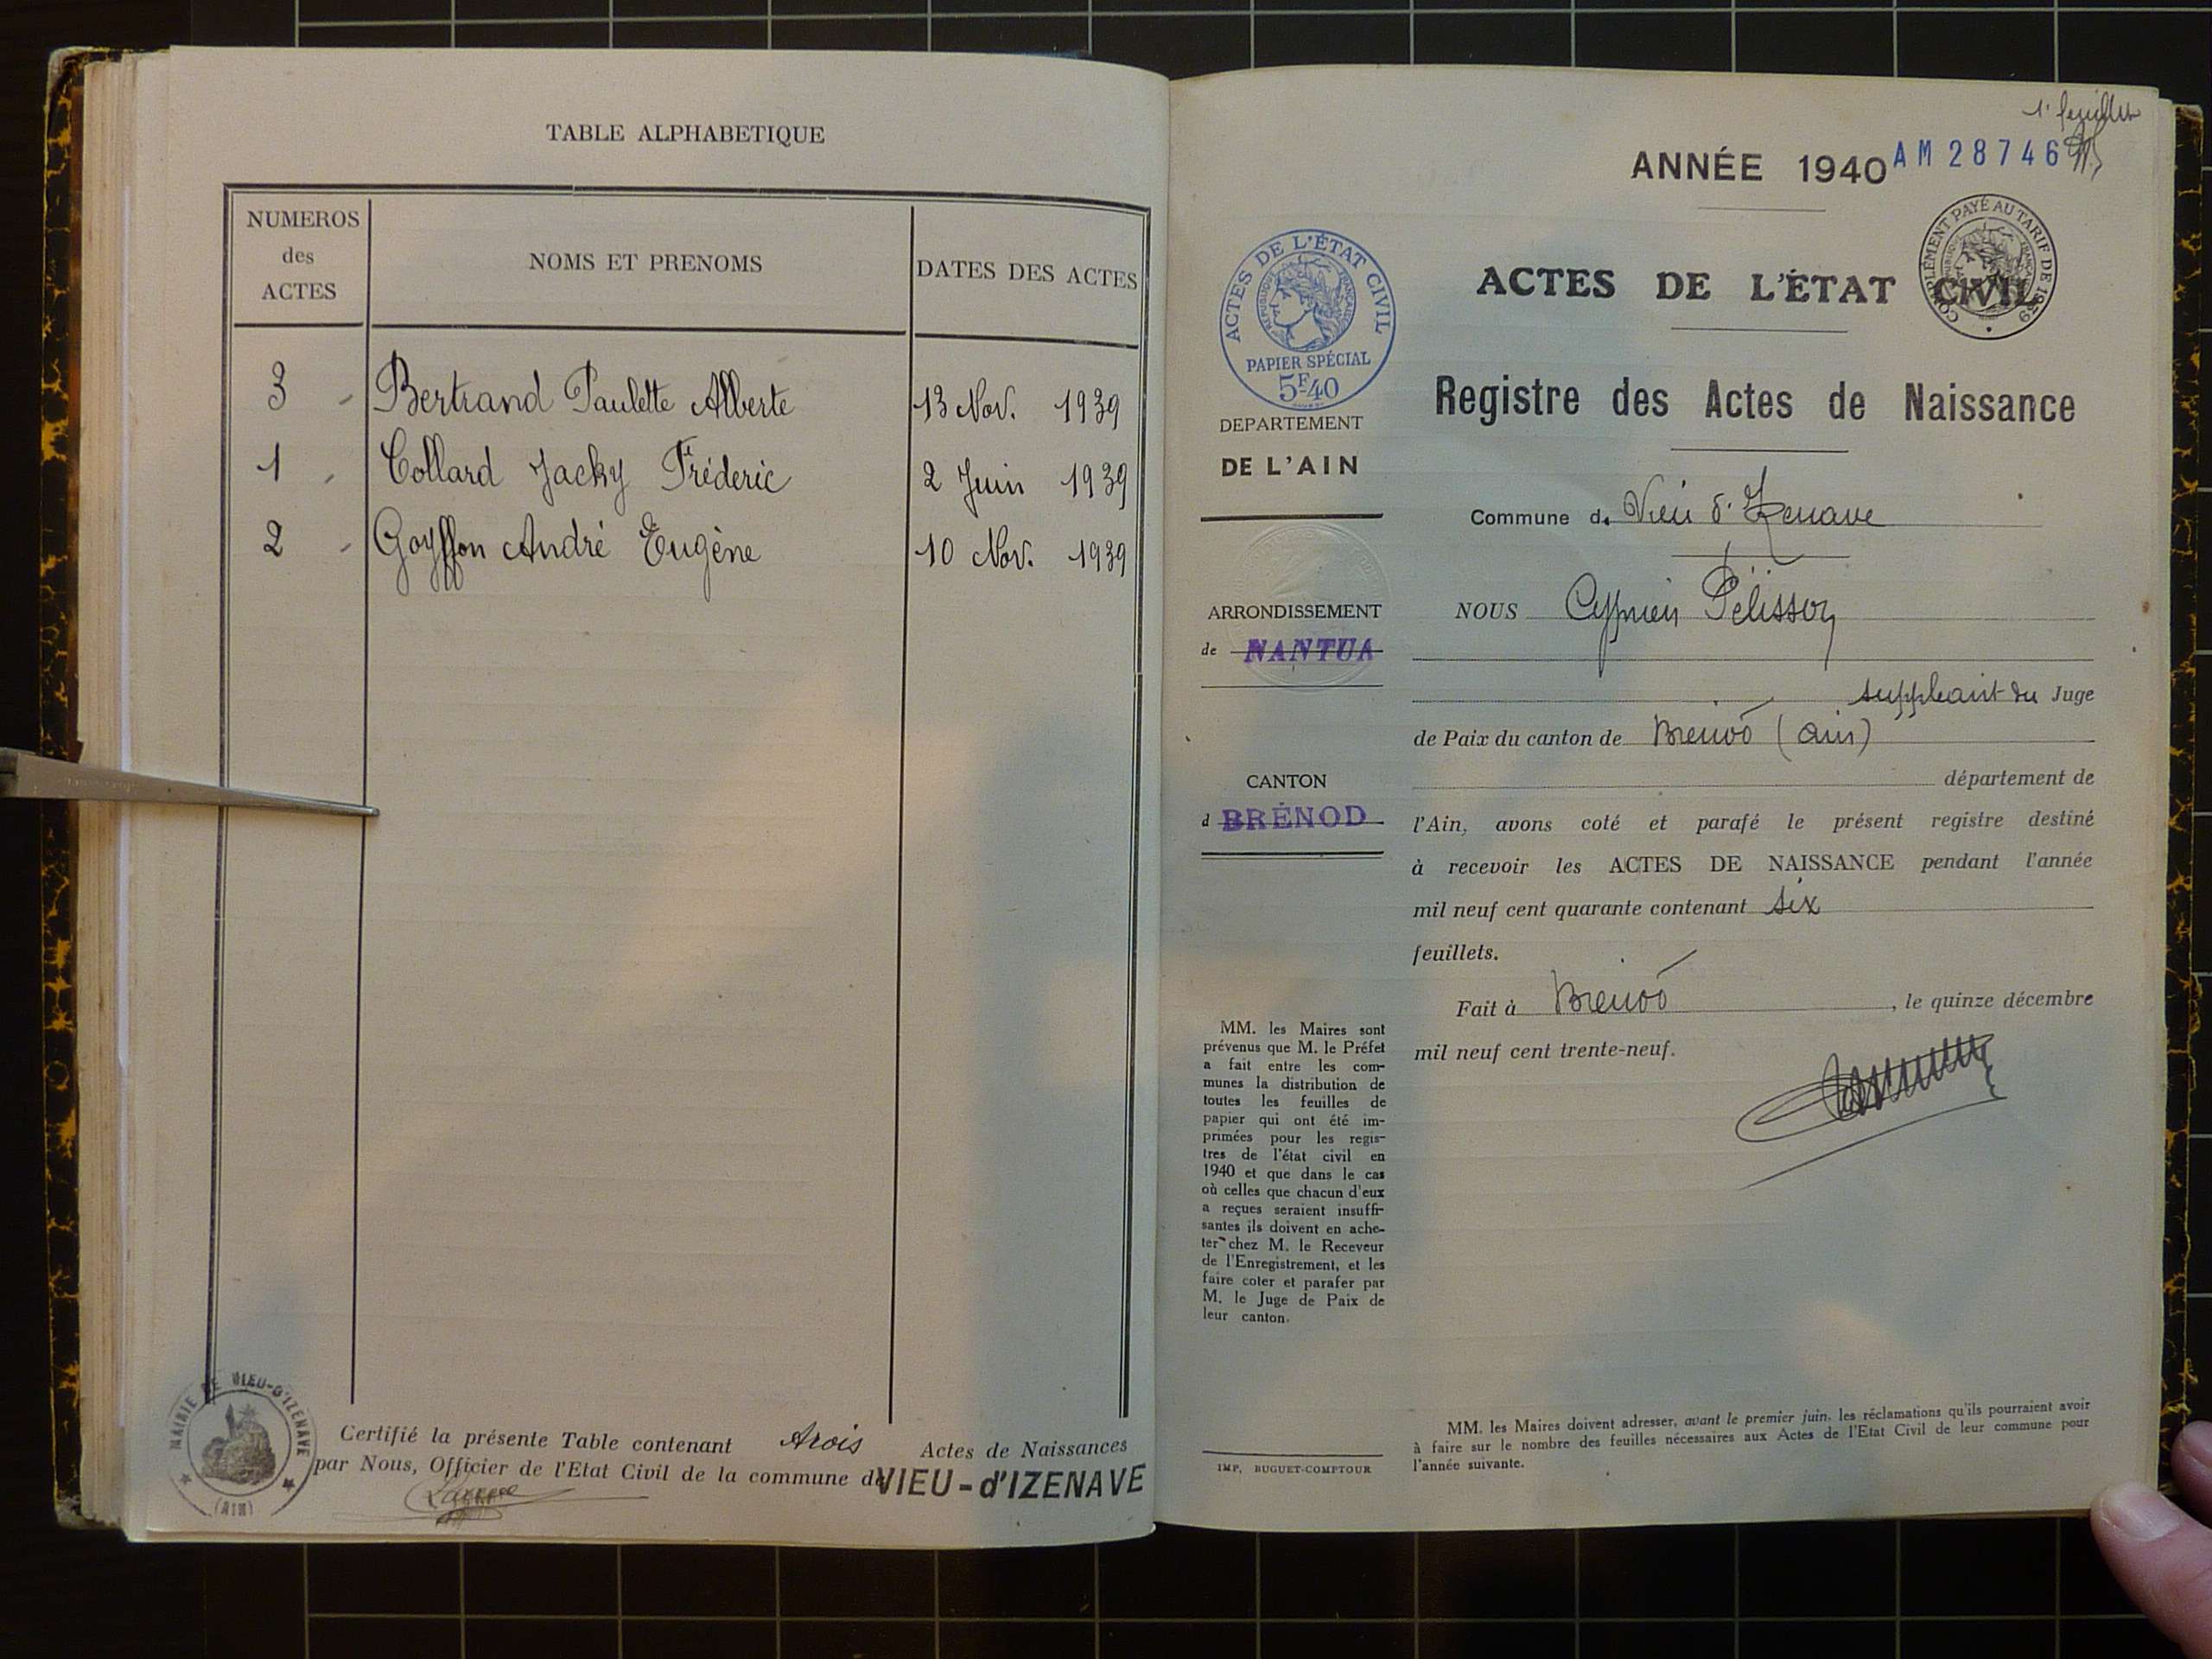 TABLE ALPHABETIQUE
NUMEROS
des
ACTES
NOMS ET PRENOMS
DATES DES ACTES
3 - Bertrand Paulette Alberte 13 Nov. 1939
1 - Collard Jacky Fréderic 2 Juin 1939
2 - Goyffon André Eugène 10 Nov. 1939
Certifié la présente Table contenant trois Actes de Naissances
par Nous, Officier de l'Etat Civil de la commune de VIEU-d'IZENAVE
MAIRIE DE VIEU-D'IZENAVE
(AIN)
1er feuillet
ANNÉE 1940
AM 28746
ACTES DE L'ÉTAT CIVIL
PAPIER SPÉCIAL
5F40
COMPLÉMENT PAYÉ AU TARIF DE 1939
ACTES DE L'ÉTAT CIVIL
Registre des Actes de Naissance
DEPARTEMENT
DE L'AIN
Commune de Vieu d'Izenave
ARRONDISSEMENT
de NANTUA
CANTON
d BRÉNOD
NOUS Cyprien Pélisson
suppléant du Juge
de Paix du canton de Brénod (Ain)
département de
l'Ain, avons coté et parafé le présent registre destiné
à recevoir les ACTES DE NAISSANCE pendant l'année
mil neuf cent quarante contenant six
feuillets.
Fait à Brénod, le quinze décembre
mil neuf cent trente-neuf.
MM. les Maires sont
prévenus que M. le Préfet
a fait entre les com-
munes la distribution de
toutes les feuilles de
papier qui ont été im-
primées pour les regis-
tres de l'état civil en
1940 et que dans le cas
où celles que chacun d'eux
a reçues seraient insuffi-
santes ils doivent en ache-
ter chez M. le Receveur
de l'Enregistrement, et les
faire coter et parafer par
M. le Juge de Paix de
leur canton.
IMP. BUGUET-COMPTOUR
MM. les Maires doivent adresser, avant le premier juin, les réclamations qu'ils pourraient avoir
à faire sur le nombre des feuilles nécessaires aux Actes de l'Etat Civil de leur commune pour
l'année suivante.